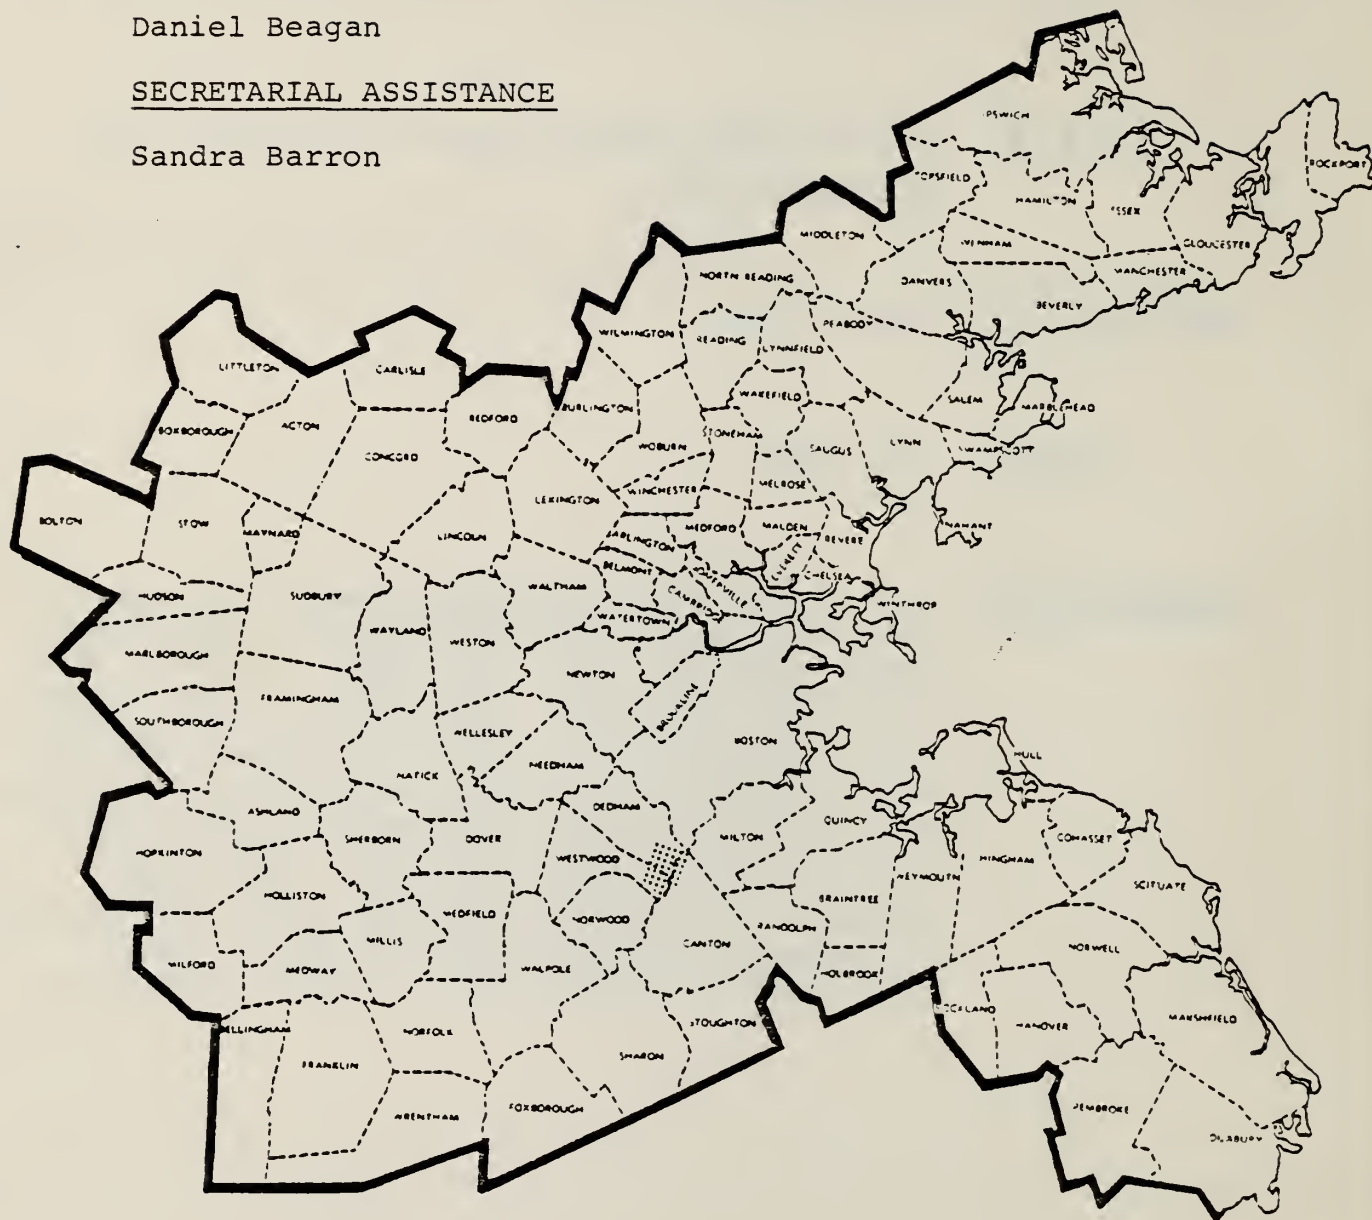 Daniel Beagan
SECRETARIAL ASSISTANCE
Sandra Barron
IPSWICH
ROCKPORT
TOPSFIELD
HAMILTON
ESSEX
MIDDLETON
WENHAM
GLOUCESTER
MANCHESTER
NORTH READING
DANVERS
BEVERLY
WILMINGTON
READING
LYNNFIELD
PEABODY
LITTLETON
CARLISLE
WAKEFIELD
SALEM
MARBLEHEAD
BOXBOROUGH
ACTON
BEDFORD
BURLINGTON
STONEHAM
SAUGUS
LYNN
SWAMPSCOTT
CONCORD
WOBURN
MELROSE
BOLTON
STOW
MAYNARD
LINCOLN
LEXINGTON
WINCHESTER
MEDFORD
MALDEN
REVERE
NAHANT
ARLINGTON
EVERETT
HUDSON
SUDBURY
WALTHAM
BELMONT
SOMERVILLE
CHELSEA
CAMBRIDGE
WINTHROP
WAYLAND
WESTON
WATERTOWN
MARLBOROUGH
NEWTON
FRAMINGHAM
BROOKLINE
SOUTHBOROUGH
WELLESLEY
BOSTON
HULL
NATICK
NEEDHAM
ASHLAND
DEDHAM
QUINCY
SHERBORN
DOVER
MILTON
COHASSET
HOPKINTON
WESTWOOD
HINGHAM
WEYMOUTH
SCITUATE
HOLLISTON
MEDFIELD
NORWOOD
BRAINTREE
RANDOLPH
MILLIS
CANTON
NORWELL
MILFORD
MEDWAY
WALPOLE
HOLBROOK
BELLINGHAM
NORFOLK
STOUGHTON
ROCKLAND
HANOVER
MARSHFIELD
FRANKLIN
SHARON
WRENTHAM
FOXBOROUGH
PEMBROKE
DUXBURY